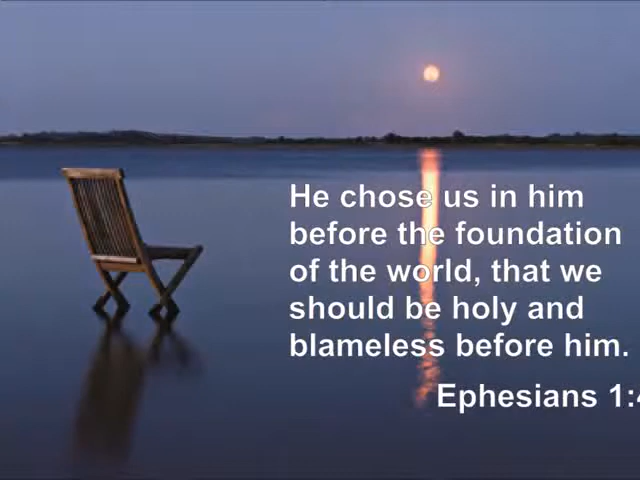 He chose us in him
before the foundation
of the world, that we
should be holy and
blameless before him.
Ephesians 1:4